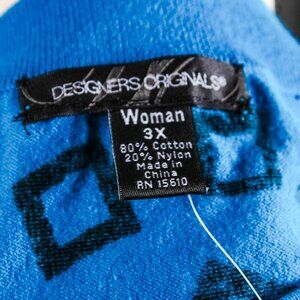 DESIGNERS ORIGINALS®
Woman
3X
80% Cotton
20% Nylon
Made in
China
RN 15610